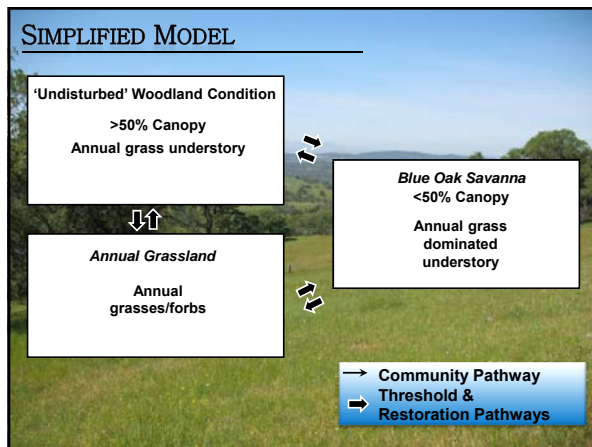 SIMPLIFIED MODEL
‘Undisturbed’ Woodland Condition
>50% Canopy
Annual grass understory
Blue Oak Savanna
<50% Canopy
Annual grass
dominated
understory
Annual Grassland
Annual
grasses/forbs
Community Pathway
Threshold &
Restoration Pathways